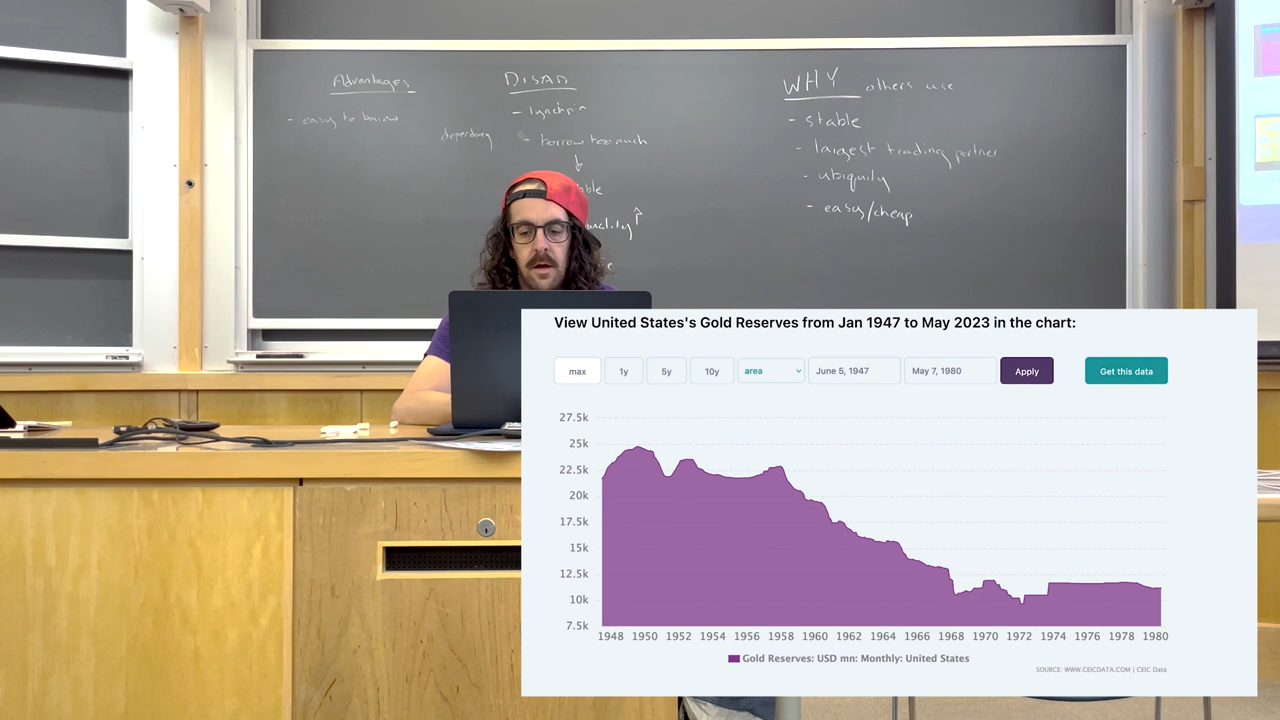 Advantages
- easy to borrow
DISAD
- lynchpin
dependency - borrow too much
WHY others use
- stable
- largest trading partner
- ubiquity
- easy/cheap
View United States's Gold Reserves from Jan 1947 to May 2023 in the chart:
max 1y 5y 10y area June 5, 1947 May 7, 1980 Apply Get this data
27.5k
25k
22.5k
20k
17.5k
15k
12.5k
10k
7.5k
1948 1950 1952 1954 1956 1958 1960 1962 1964 1966 1968 1970 1972 1974 1976 1978 1980
Gold Reserves: USD mn: Monthly: United States
SOURCE: WWW.CEICDATA.COM | CEIC Data